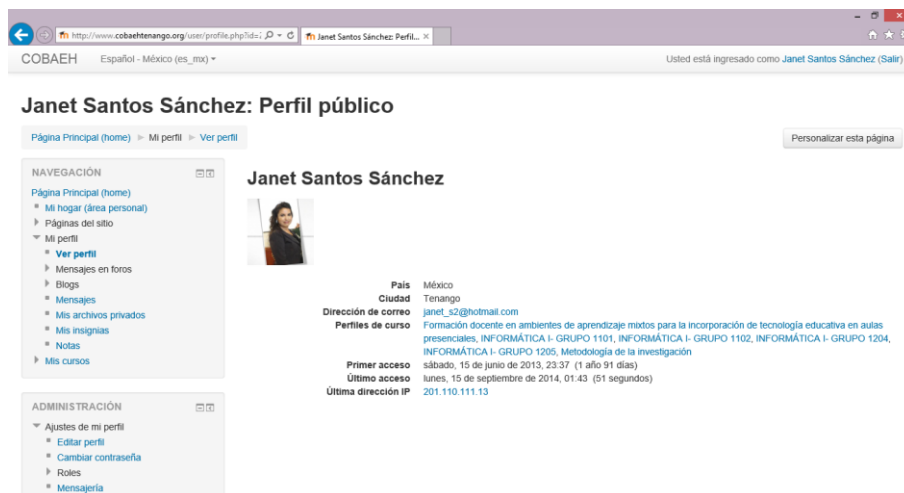 http://www.cobaehtenango.org/user/profile.php?id=
Janet Santos Sánchez: Perfil...
COBAEH Español - México (es_mx)
Usted está ingresado como Janet Santos Sánchez (Salir)
Janet Santos Sánchez: Perfil público
Página Principal (home) Mi perfil Ver perfil
Personalizar esta página
NAVEGACIÓN
Página Principal (home)
Mi hogar (área personal)
Páginas del sitio
Mi perfil
Ver perfil
Mensajes en foros
Blogs
Mensajes
Mis archivos privados
Mis insignias
Notas
Mis cursos
ADMINISTRACIÓN
Ajustes de mi perfil
Editar perfil
Cambiar contraseña
Roles
Mensajería
Janet Santos Sánchez
País México
Ciudad Tenango
Dirección de correo janet_s2@hotmail.com
Perfiles de curso Formación docente en ambientes de aprendizaje mixtos para la incorporación de tecnología educativa en aulas
presenciales, INFORMÁTICA I- GRUPO 1101, INFORMÁTICA I- GRUPO 1102, INFORMÁTICA I- GRUPO 1204,
INFORMÁTICA I- GRUPO 1205, Metodología de la investigación
Primer acceso sábado, 15 de junio de 2013, 23:37 (1 año 91 días)
Último acceso lunes, 15 de septiembre de 2014, 01:43 (51 segundos)
Última dirección IP 201.110.111.13